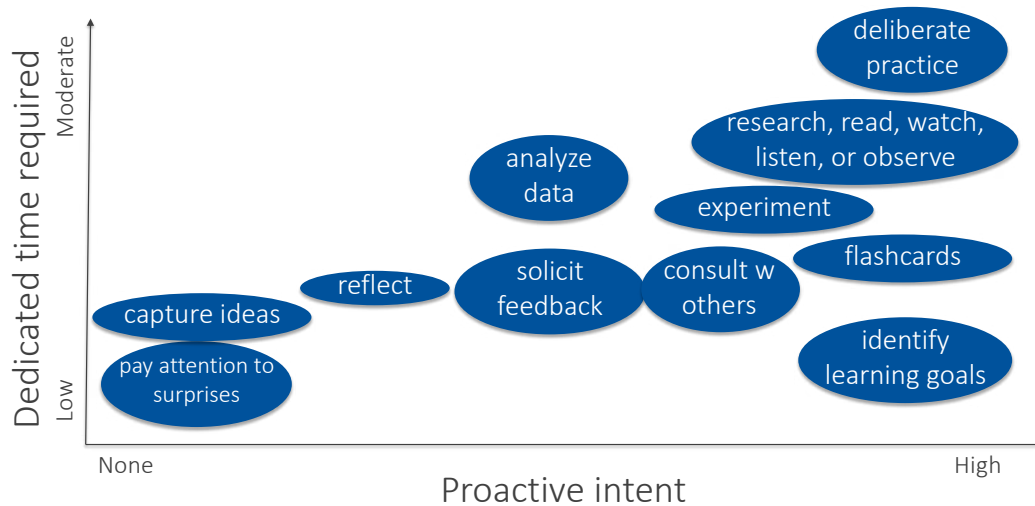 Dedicated time required
Moderate
Low
deliberate
practice
research, read, watch,
listen, or observe
analyze
data
experiment
flashcards
solicit
feedback
consult w
others
reflect
capture ideas
pay attention to
surprises
identify
learning goals
None
High
Proactive intent